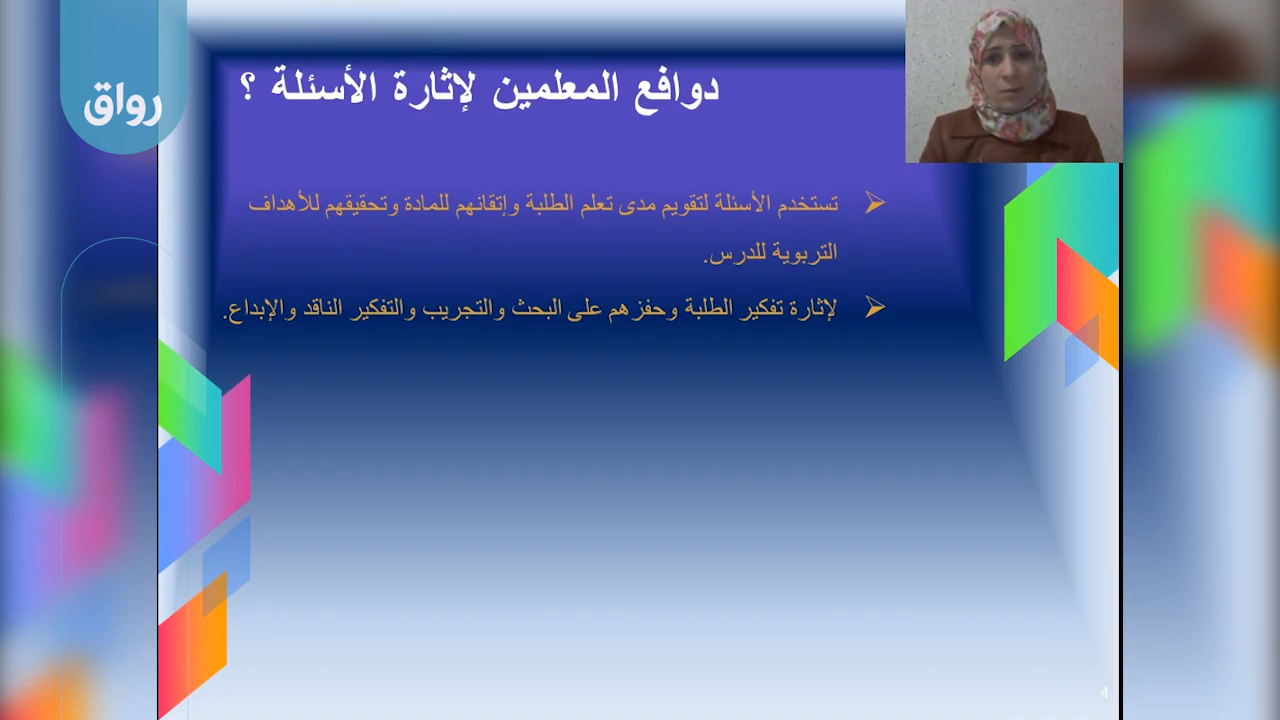 رواق
دوافع المعلمين لإثارة الأسئلة ؟
تستخدم الأسئلة لتقويم مدى تعلم الطلبة وإتقانهم للمادة وتحقيقهم للأهداف
التربوية للدرس.
لإثارة تفكير الطلبة وحفزهم على البحث والتجريب والتفكير الناقد والإبداع.
4